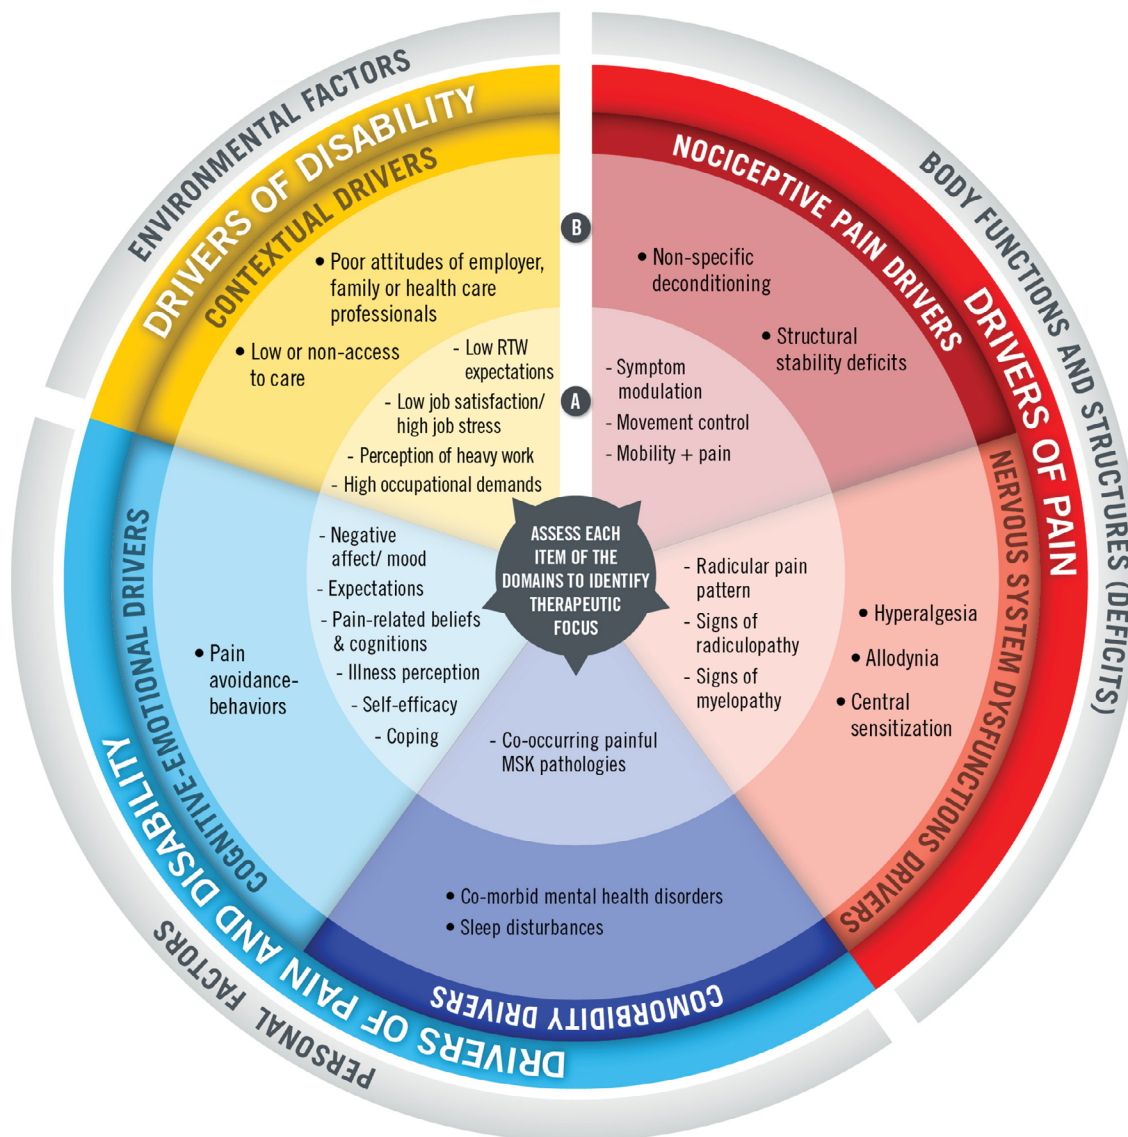 ENVIRONMENTAL FACTORS
DRIVERS OF DISABILITY
CONTEXTUAL DRIVERS
• Poor attitudes of employer,
family or health care
professionals
• Low or non-access
to care
- Low RTW
expectations
- Low job satisfaction/
high job stress
- Perception of heavy work
- High occupational demands
B
A
BODY FUNCTIONS AND STRUCTURES (DEFICITS)
DRIVERS OF PAIN
NOCICEPTIVE PAIN DRIVERS
• Non-specific
deconditioning
• Structural
stability deficits
- Symptom
modulation
- Movement control
- Mobility + pain
NERVOUS SYSTEM DYSFUNCTIONS DRIVERS
- Radicular pain
pattern
- Signs of
radiculopathy
- Signs of
myelopathy
• Hyperalgesia
• Allodynia
• Central
sensitization
ASSESS EACH
ITEM OF THE
DOMAINS TO IDENTIFY
THERAPEUTIC
FOCUS
PERSONAL FACTORS
DRIVERS OF PAIN AND DISABILITY
COGNITIVE-EMOTIONAL DRIVERS
- Negative
affect/ mood
- Expectations
- Pain-related beliefs
& cognitions
- Illness perception
- Self-efficacy
- Coping
• Pain
avoidance-
behaviors
- Co-occurring painful
MSK pathologies
• Co-morbid mental health disorders
• Sleep disturbances
COMORBIDITY DRIVERS